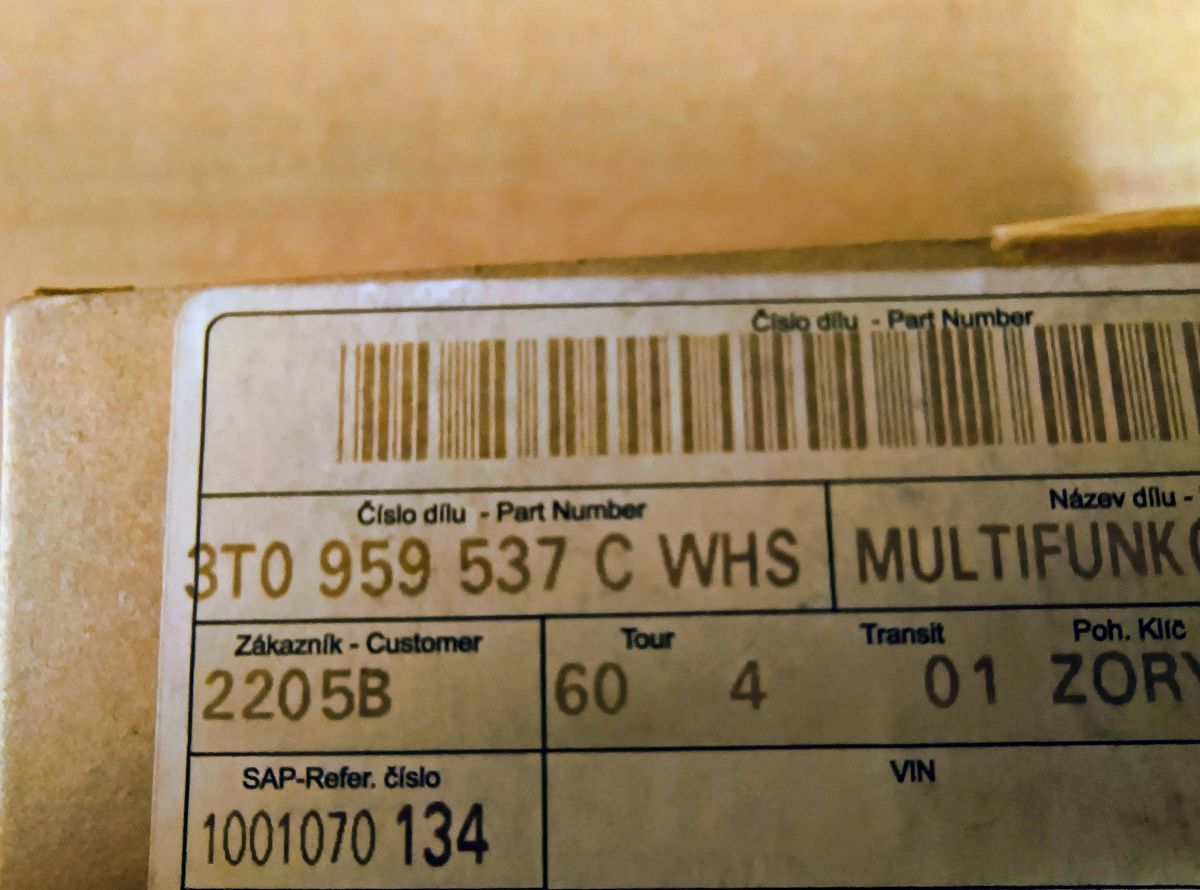 Číslo dílu - Part Number
Číslo dílu - Part Number
Název dílu -
3T0 959 537 C WHS
MULTIFUNK
Zákazník - Customer
Tour
Transit
Poh. Klíč
2205B
60 4
01
ZORY
SAP-Refer. číslo
VIN
1001070 134